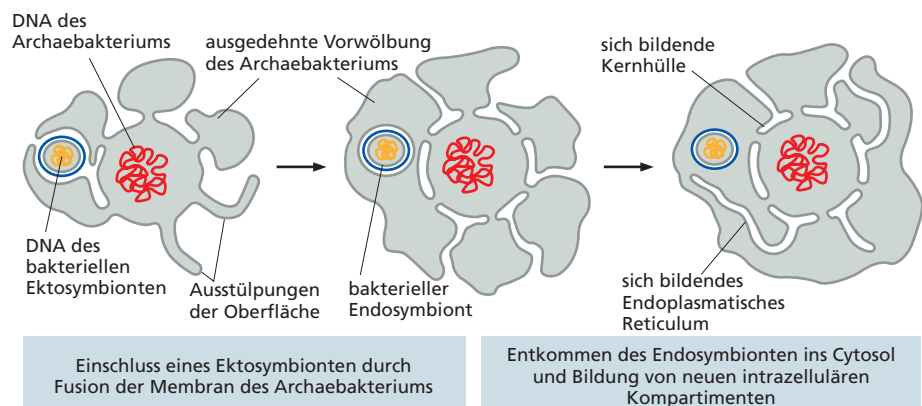 DNA des
Archaebakteriums
ausgedehnte Vorwölbung
des Archaebakteriums
sich bildende
Kernhülle
DNA des
bakteriellen
Ektosymbionten
Ausstülpungen
der Oberfläche
bakterieller
Endosymbiont
sich bildendes
Endoplasmatisches
Reticulum
Einschluss eines Ektosymbionten durch
Fusion der Membran des Archaebakteriums
Entkommen des Endosymbionten ins Cytosol
und Bildung von neuen intrazellulären
Kompartimenten